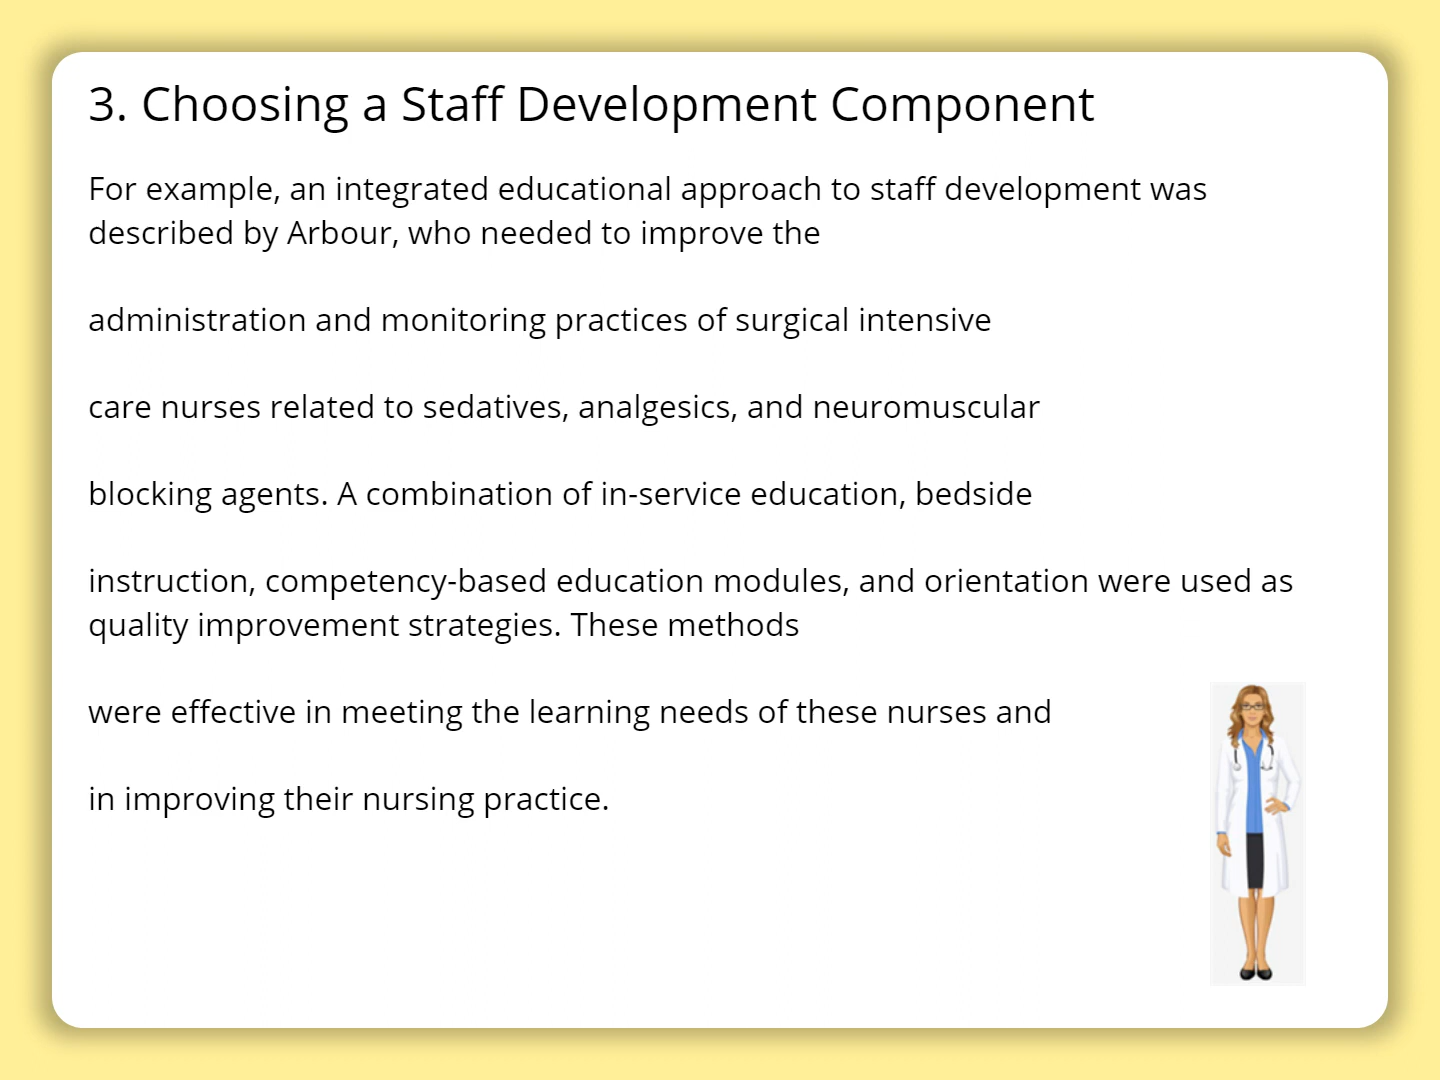 3. Choosing a Staff Development Component
For example, an integrated educational approach to staff development was
described by Arbour, who needed to improve the
administration and monitoring practices of surgical intensive
care nurses related to sedatives, analgesics, and neuromuscular
blocking agents. A combination of in-service education, bedside
instruction, competency-based education modules, and orientation were used as
quality improvement strategies. These methods
were effective in meeting the learning needs of these nurses and
in improving their nursing practice.